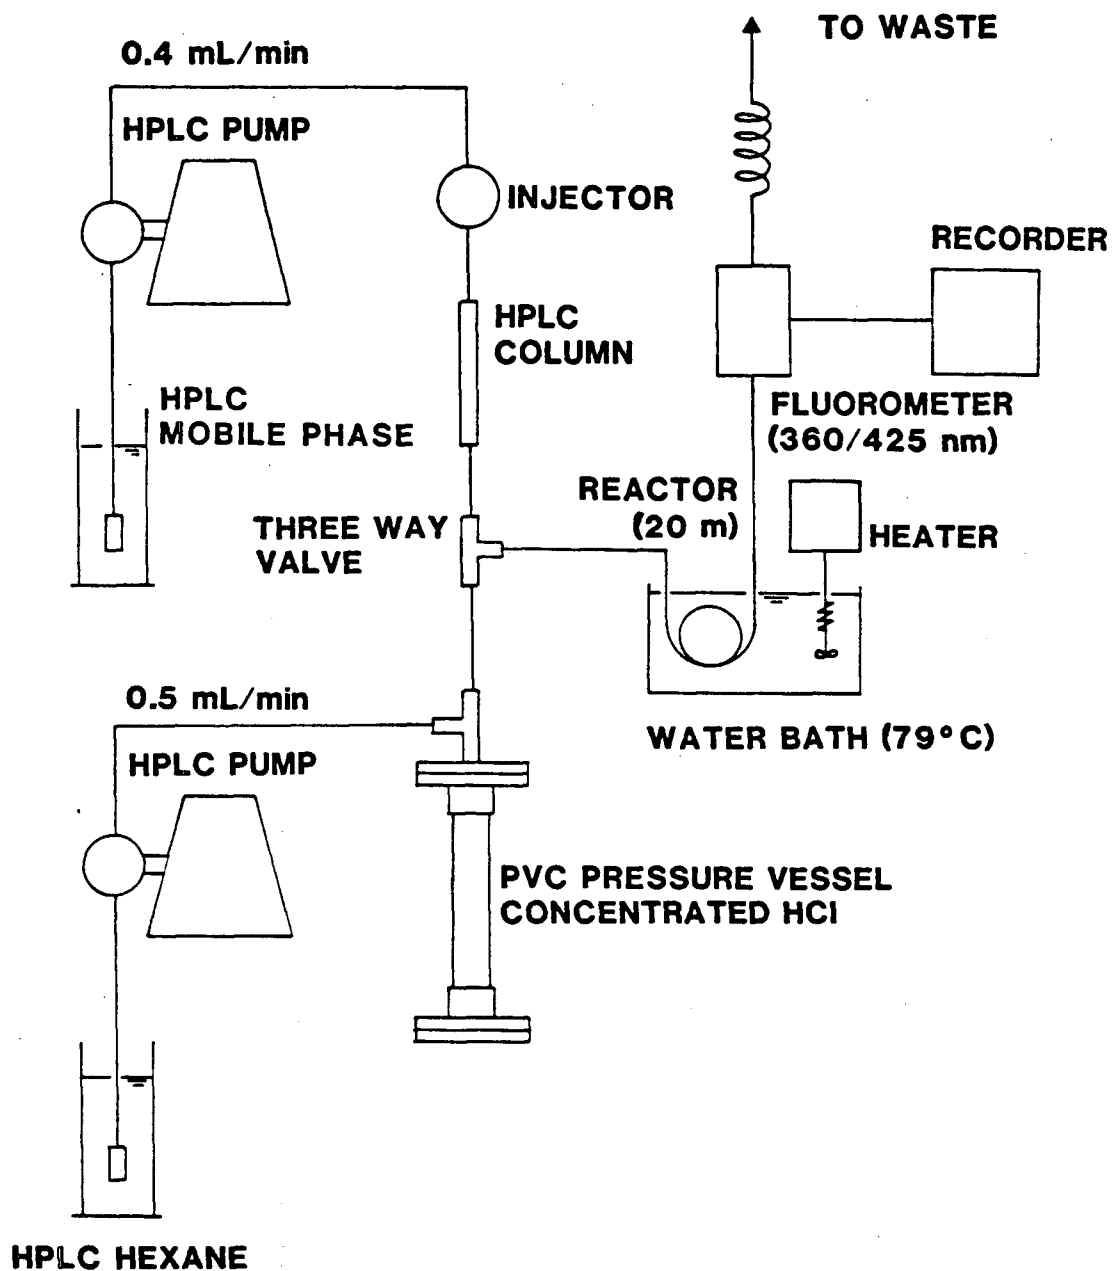 TO WASTE
0.4 mL/min
HPLC PUMP
INJECTOR
RECORDER
HPLC
COLUMN
HPLC
MOBILE PHASE
FLUOROMETER
(360/425 nm)
REACTOR
(20 m)
THREE WAY
VALVE
HEATER
0.5 mL/min
WATER BATH (79°C)
HPLC PUMP
PVC PRESSURE VESSEL
CONCENTRATED HCl
HPLC HEXANE